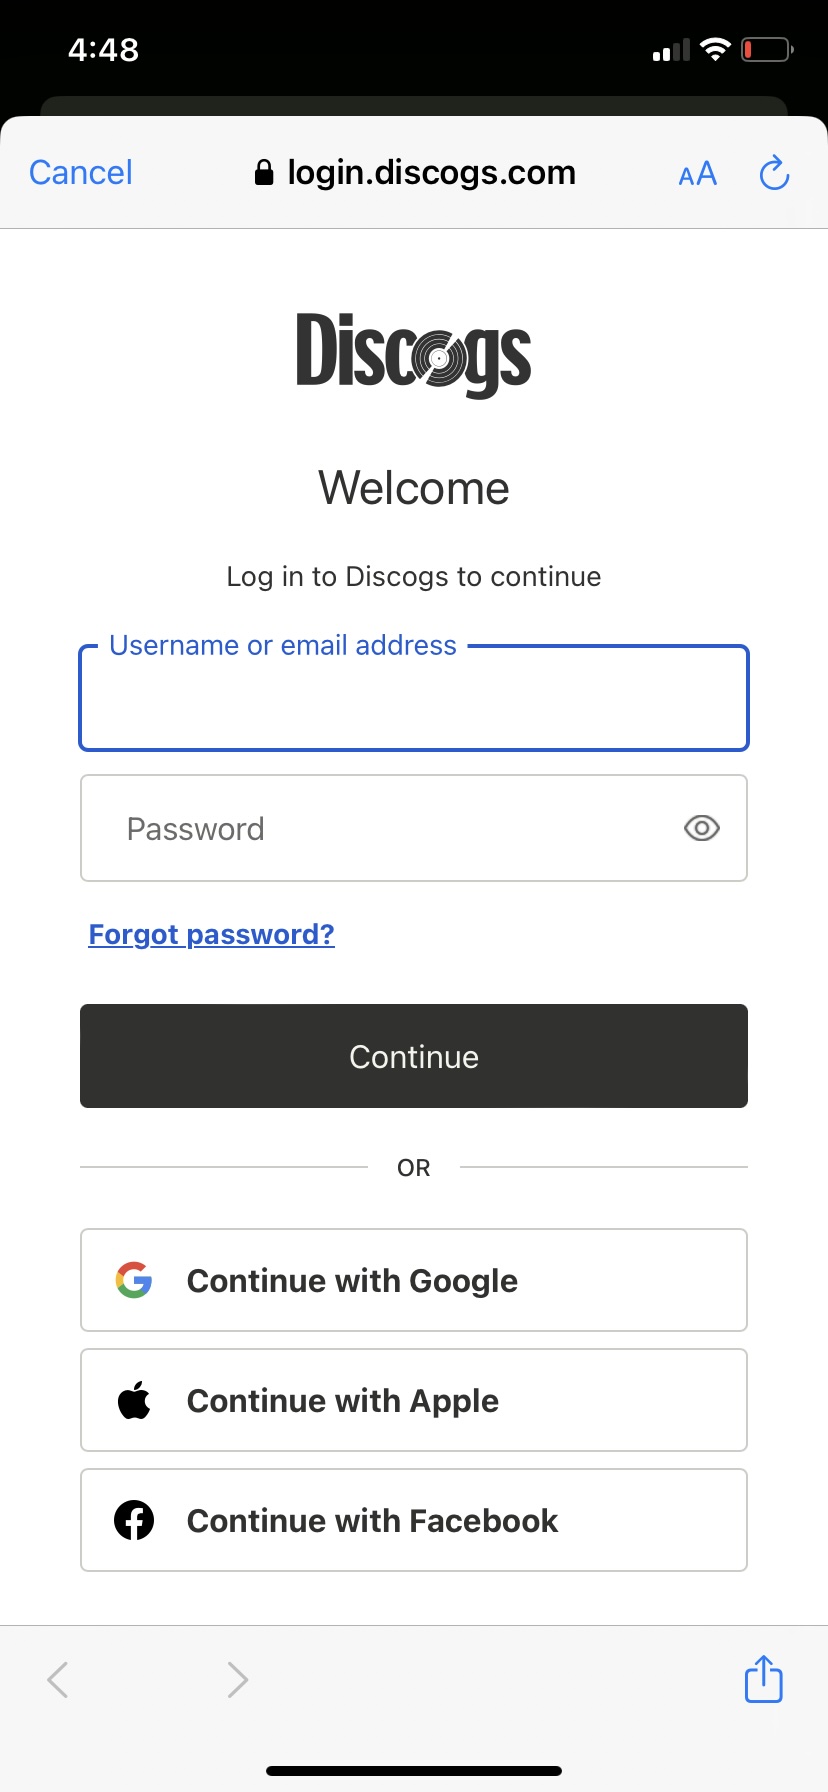 4:48
Cancel
login.discogs.com
AA
Discogs
Welcome
Log in to Discogs to continue
Username or email address
Password
Forgot password?
Continue
OR
Continue with Google
Continue with Apple
Continue with Facebook